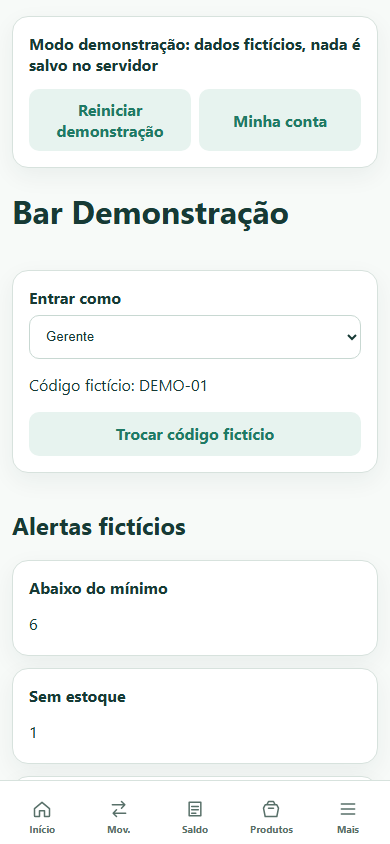 Modo demonstração: dados fictícios, nada é
salvo no servidor
Reiniciar
demonstração
Minha conta
Bar Demonstração
Entrar como
Gerente
Código fictício: DEMO-01
Trocar código fictício
Alertas fictícios
Abaixo do mínimo
6
Sem estoque
1
Início
Mov.
Saldo
Produtos
Mais